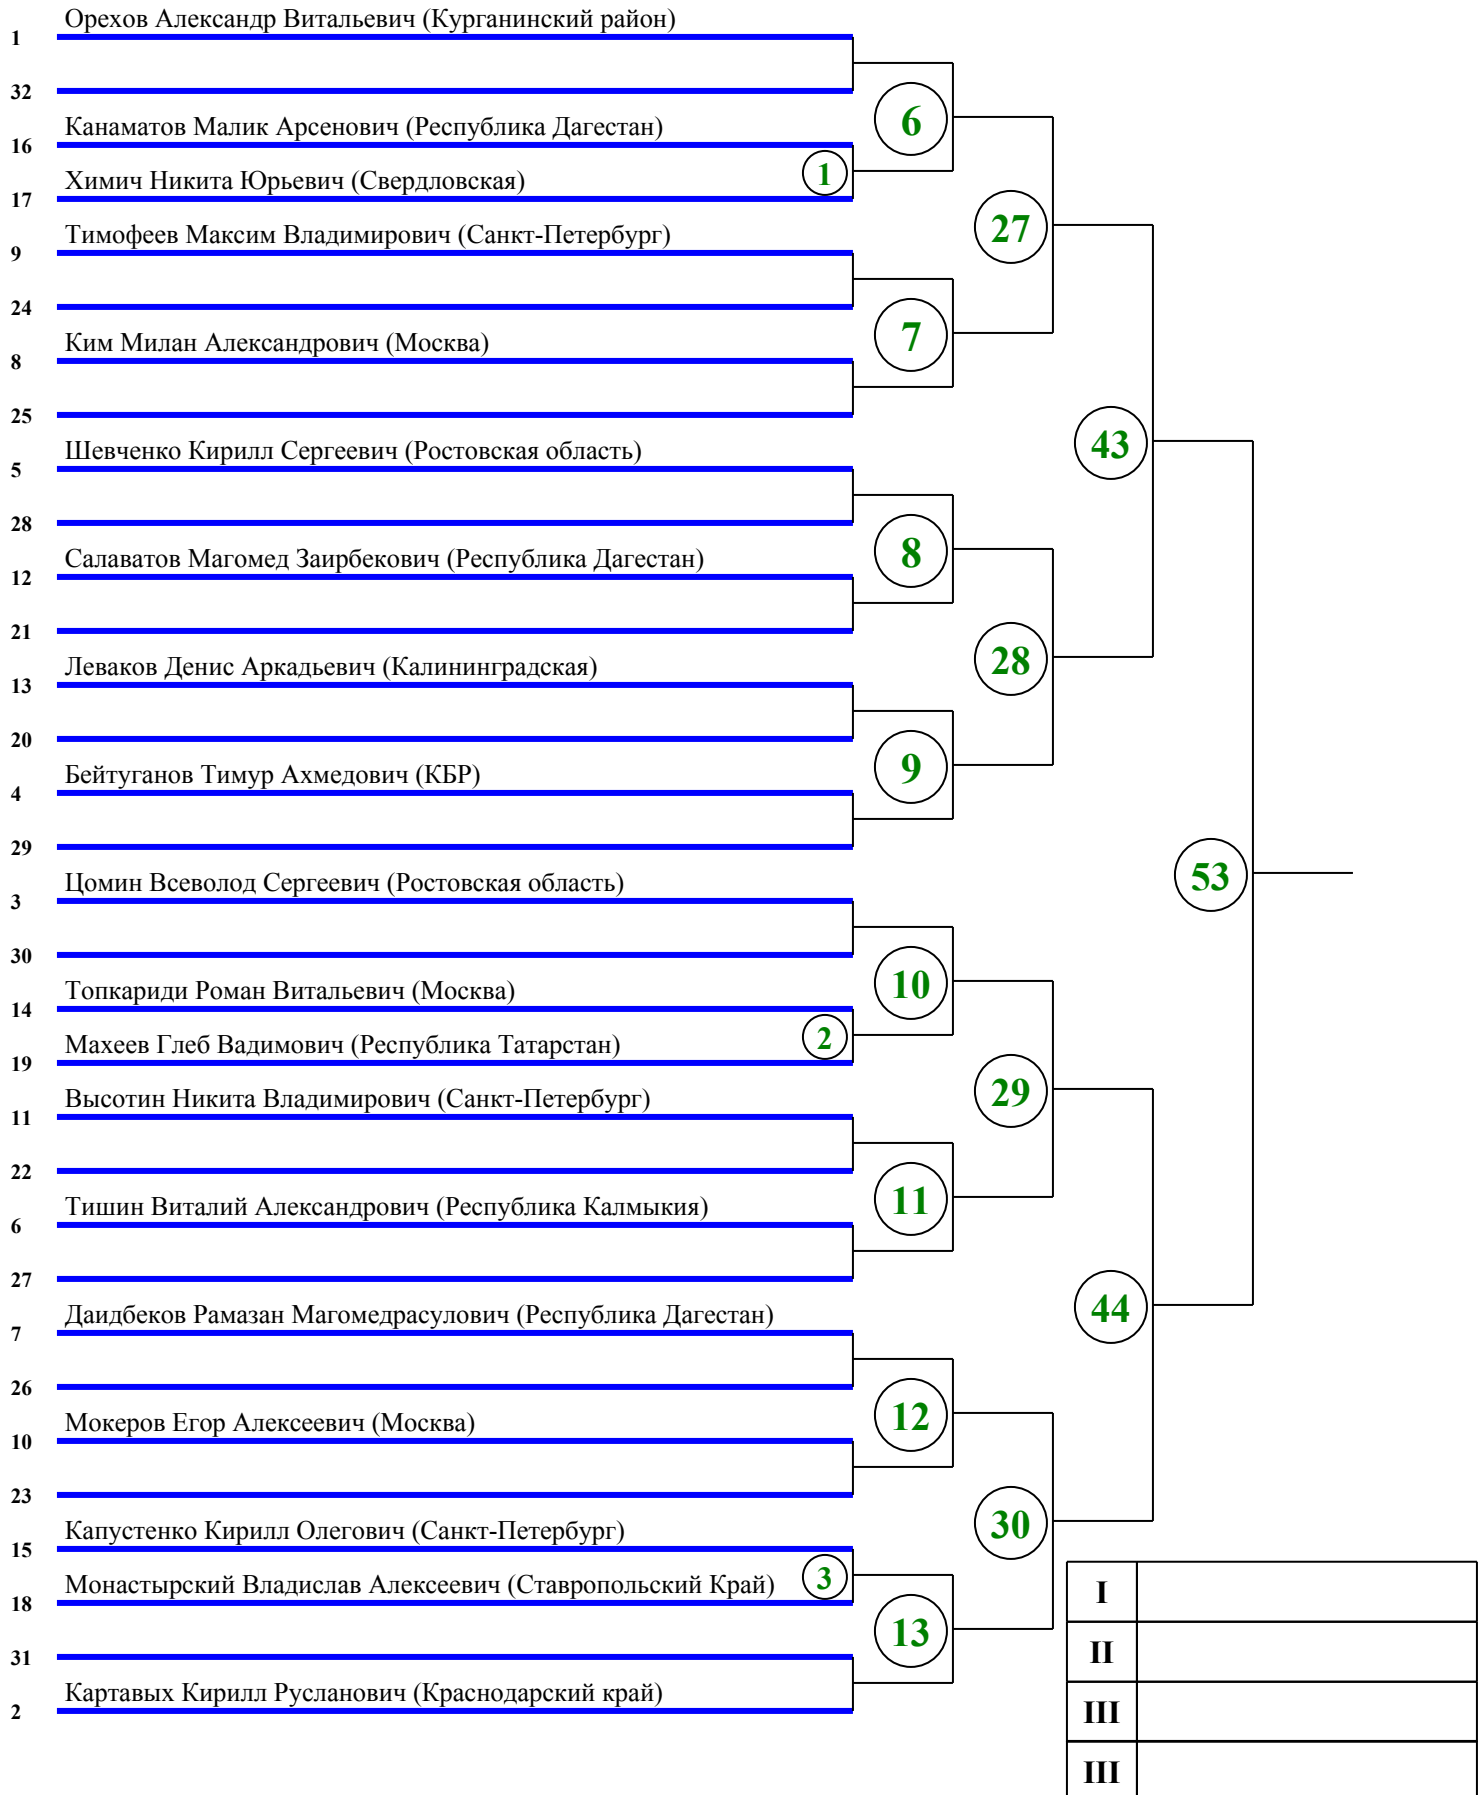 Орехов Александр Витальевич (Курганинский район)
1
32
Канаматов Малик Арсенович (Республика Дагестан)
16
6
Химич Никита Юрьевич (Свердловская)
1
17
Тимофеев Максим Владимирович (Санкт-Петербург)
27
9
24
Ким Милан Александрович (Москва)
7
8
25
Шевченко Кирилл Сергеевич (Ростовская область)
43
5
28
Салаватов Магомед Заирбекович (Республика Дагестан)
8
12
21
Леваков Денис Аркадьевич (Калининградская)
28
13
20
Бейтуганов Тимур Ахмедович (КБР)
9
4
29
Цомин Всеволод Сергеевич (Ростовская область)
53
3
30
Топкариди Роман Витальевич (Москва)
10
14
Махеев Глеб Вадимович (Республика Татарстан)
2
19
Высотин Никита Владимирович (Санкт-Петербург)
29
11
22
Тишин Виталий Александрович (Республика Калмыкия)
11
6
27
Даидбеков Рамазан Магомедрасулович (Республика Дагестан)
44
7
26
Мокеров Егор Алексеевич (Москва)
12
10
23
Капустенко Кирилл Олегович (Санкт-Петербург)
30
15
Монастырский Владислав Алексеевич (Ставропольский Край)
3
I
18
13
II
31
Картавых Кирилл Русланович (Краснодарский край)
2
III
III